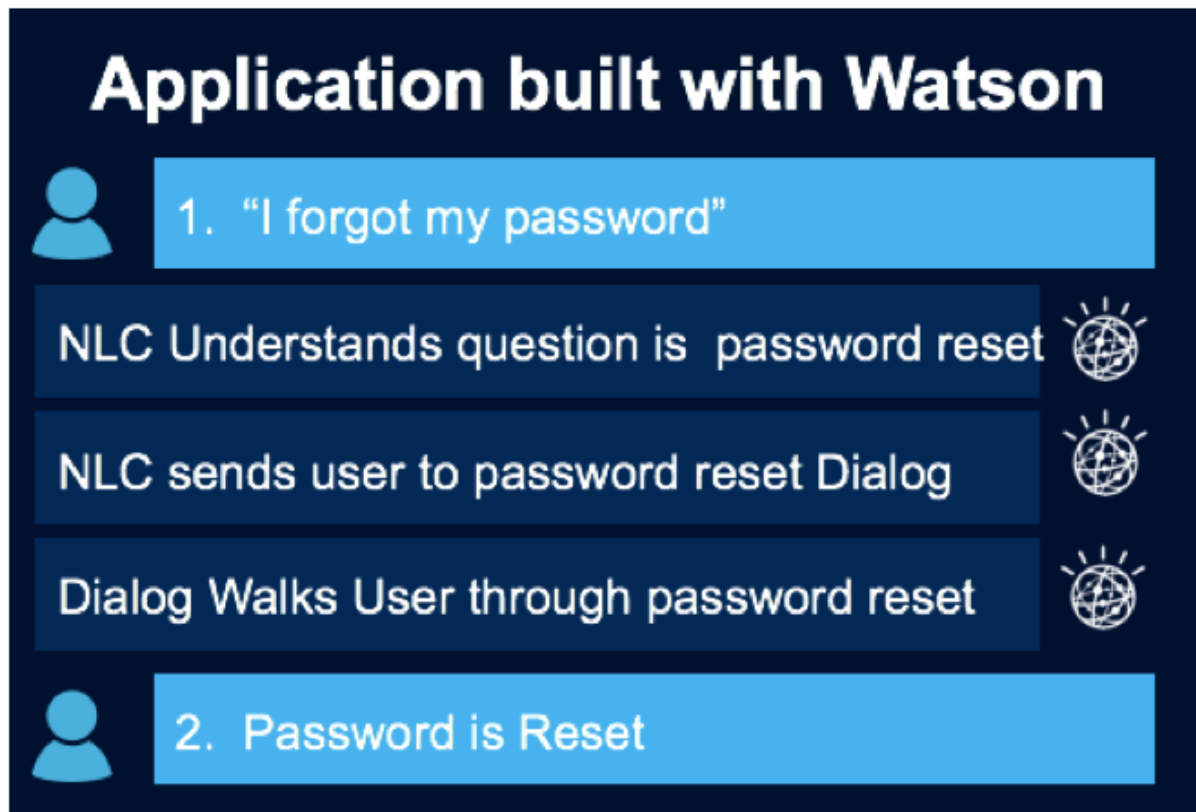 Application built with Watson
1. “I forgot my password”
NLC Understands question is password reset
NLC sends user to password reset Dialog
Dialog Walks User through password reset
2. Password is Reset